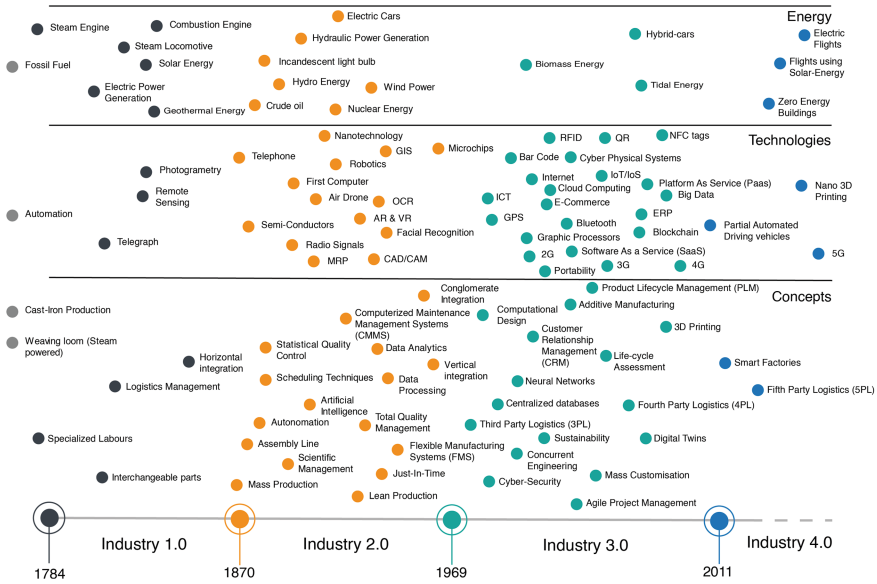 Energy
Steam Engine
Combustion Engine
Electric Cars
Hydraulic Power Generation
Hybrid-cars
Electric
Flights
Steam Locomotive
Fossil Fuel
Solar Energy
Incandescent light bulb
Biomass Energy
Flights using
Solar-Energy
Electric Power
Generation
Hydro Energy
Wind Power
Tidal Energy
Geothermal Energy
Crude oil
Nuclear Energy
Zero Energy
Buildings
Technologies
Nanotechnology
RFID
QR
NFC tags
Telephone
GIS
Microchips
Bar Code
Cyber Physical Systems
Photogrametry
Robotics
Internet
IoT/IoS
First Computer
Cloud Computing
Platform As Service (Paas)
Nano 3D
Printing
Remote
Sensing
Air Drone
OCR
ICT
E-Commerce
Big Data
Automation
Semi-Conductors
AR & VR
GPS
Bluetooth
ERP
Partial Automated
Driving vehicles
Facial Recognition
Graphic Processors
Blockchain
Telegraph
Radio Signals
MRP
CAD/CAM
2G
Software As a Service (SaaS)
5G
Portability
3G
4G
Concepts
Conglomerate
Integration
Product Lifecycle Management (PLM)
Cast-Iron Production
Computerized Maintenance
Management Systems
(CMMS)
Computational
Design
Additive Manufacturing
Weaving loom (Steam
powered)
Statistical Quality
Control
Data Analytics
Customer
Relationship
Management
(CRM)
3D Printing
Horizontal
integration
Vertical
integration
Life-cycle
Assessment
Smart Factories
Logistics Management
Scheduling Techniques
Data
Processing
Neural Networks
Fifth Party Logistics (5PL)
Artificial
Intelligence
Centralized databases
Fourth Party Logistics (4PL)
Autonomation
Total Quality
Management
Third Party Logistics (3PL)
Specialized Labours
Assembly Line
Flexible Manufacturing
Systems (FMS)
Sustainability
Digital Twins
Scientific
Management
Concurrent
Engineering
Interchangeable parts
Mass Production
Just-In-Time
Cyber-Security
Mass Customisation
Lean Production
Agile Project Management
Industry 1.0
Industry 2.0
Industry 3.0
Industry 4.0
1784
1870
1969
2011